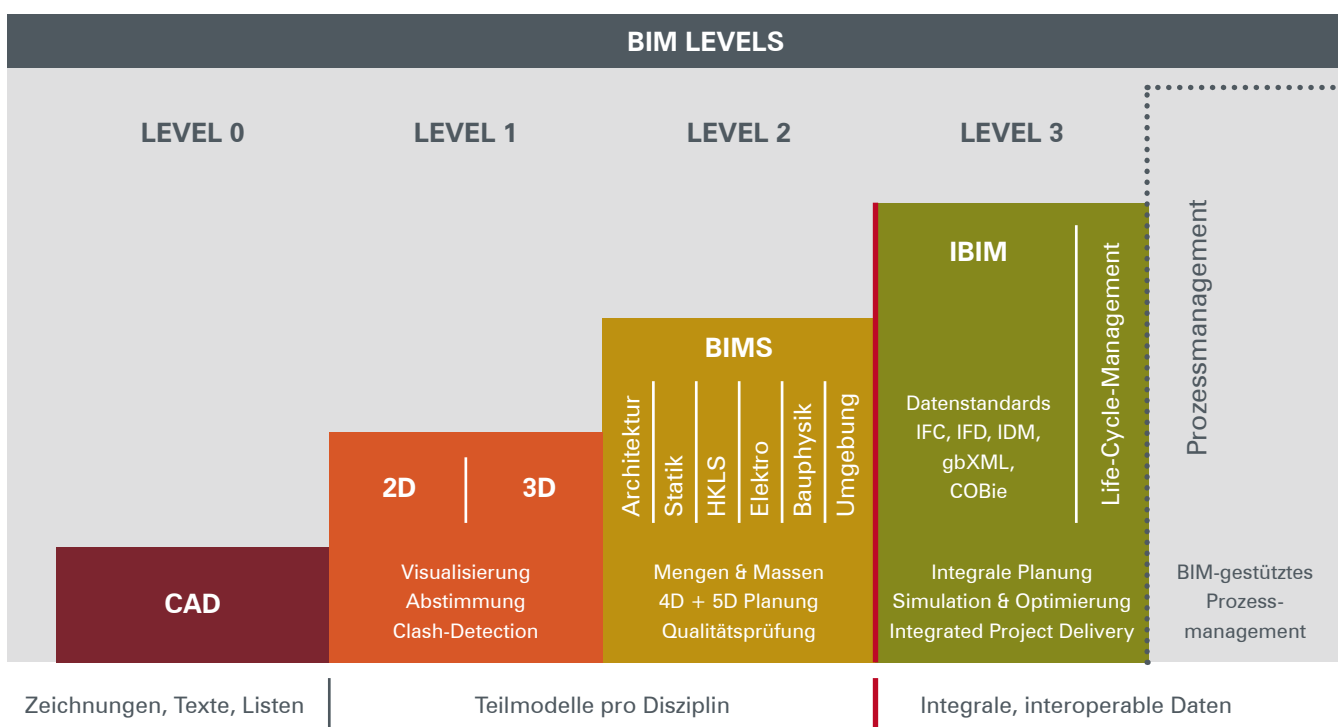 BIM LEVELS
LEVEL 0
LEVEL 1
LEVEL 2
LEVEL 3
CAD
2D
3D
Visualisierung
Abstimmung
Clash-Detection
BIMS
Architektur
Statik
HKLS
Elektro
Bauphysik
Umgebung
Mengen & Massen
4D + 5D Planung
Qualitätsprüfung
IBIM
Datenstandards
IFC, IFD, IDM,
gbXML,
COBie
Life-Cycle-Management
Integrale Planung
Simulation & Optimierung
Integrated Project Delivery
Prozessmanagement
BIM-gestütztes
Prozess-
management
Zeichnungen, Texte, Listen
Teilmodelle pro Disziplin
Integrale, interoperable Daten